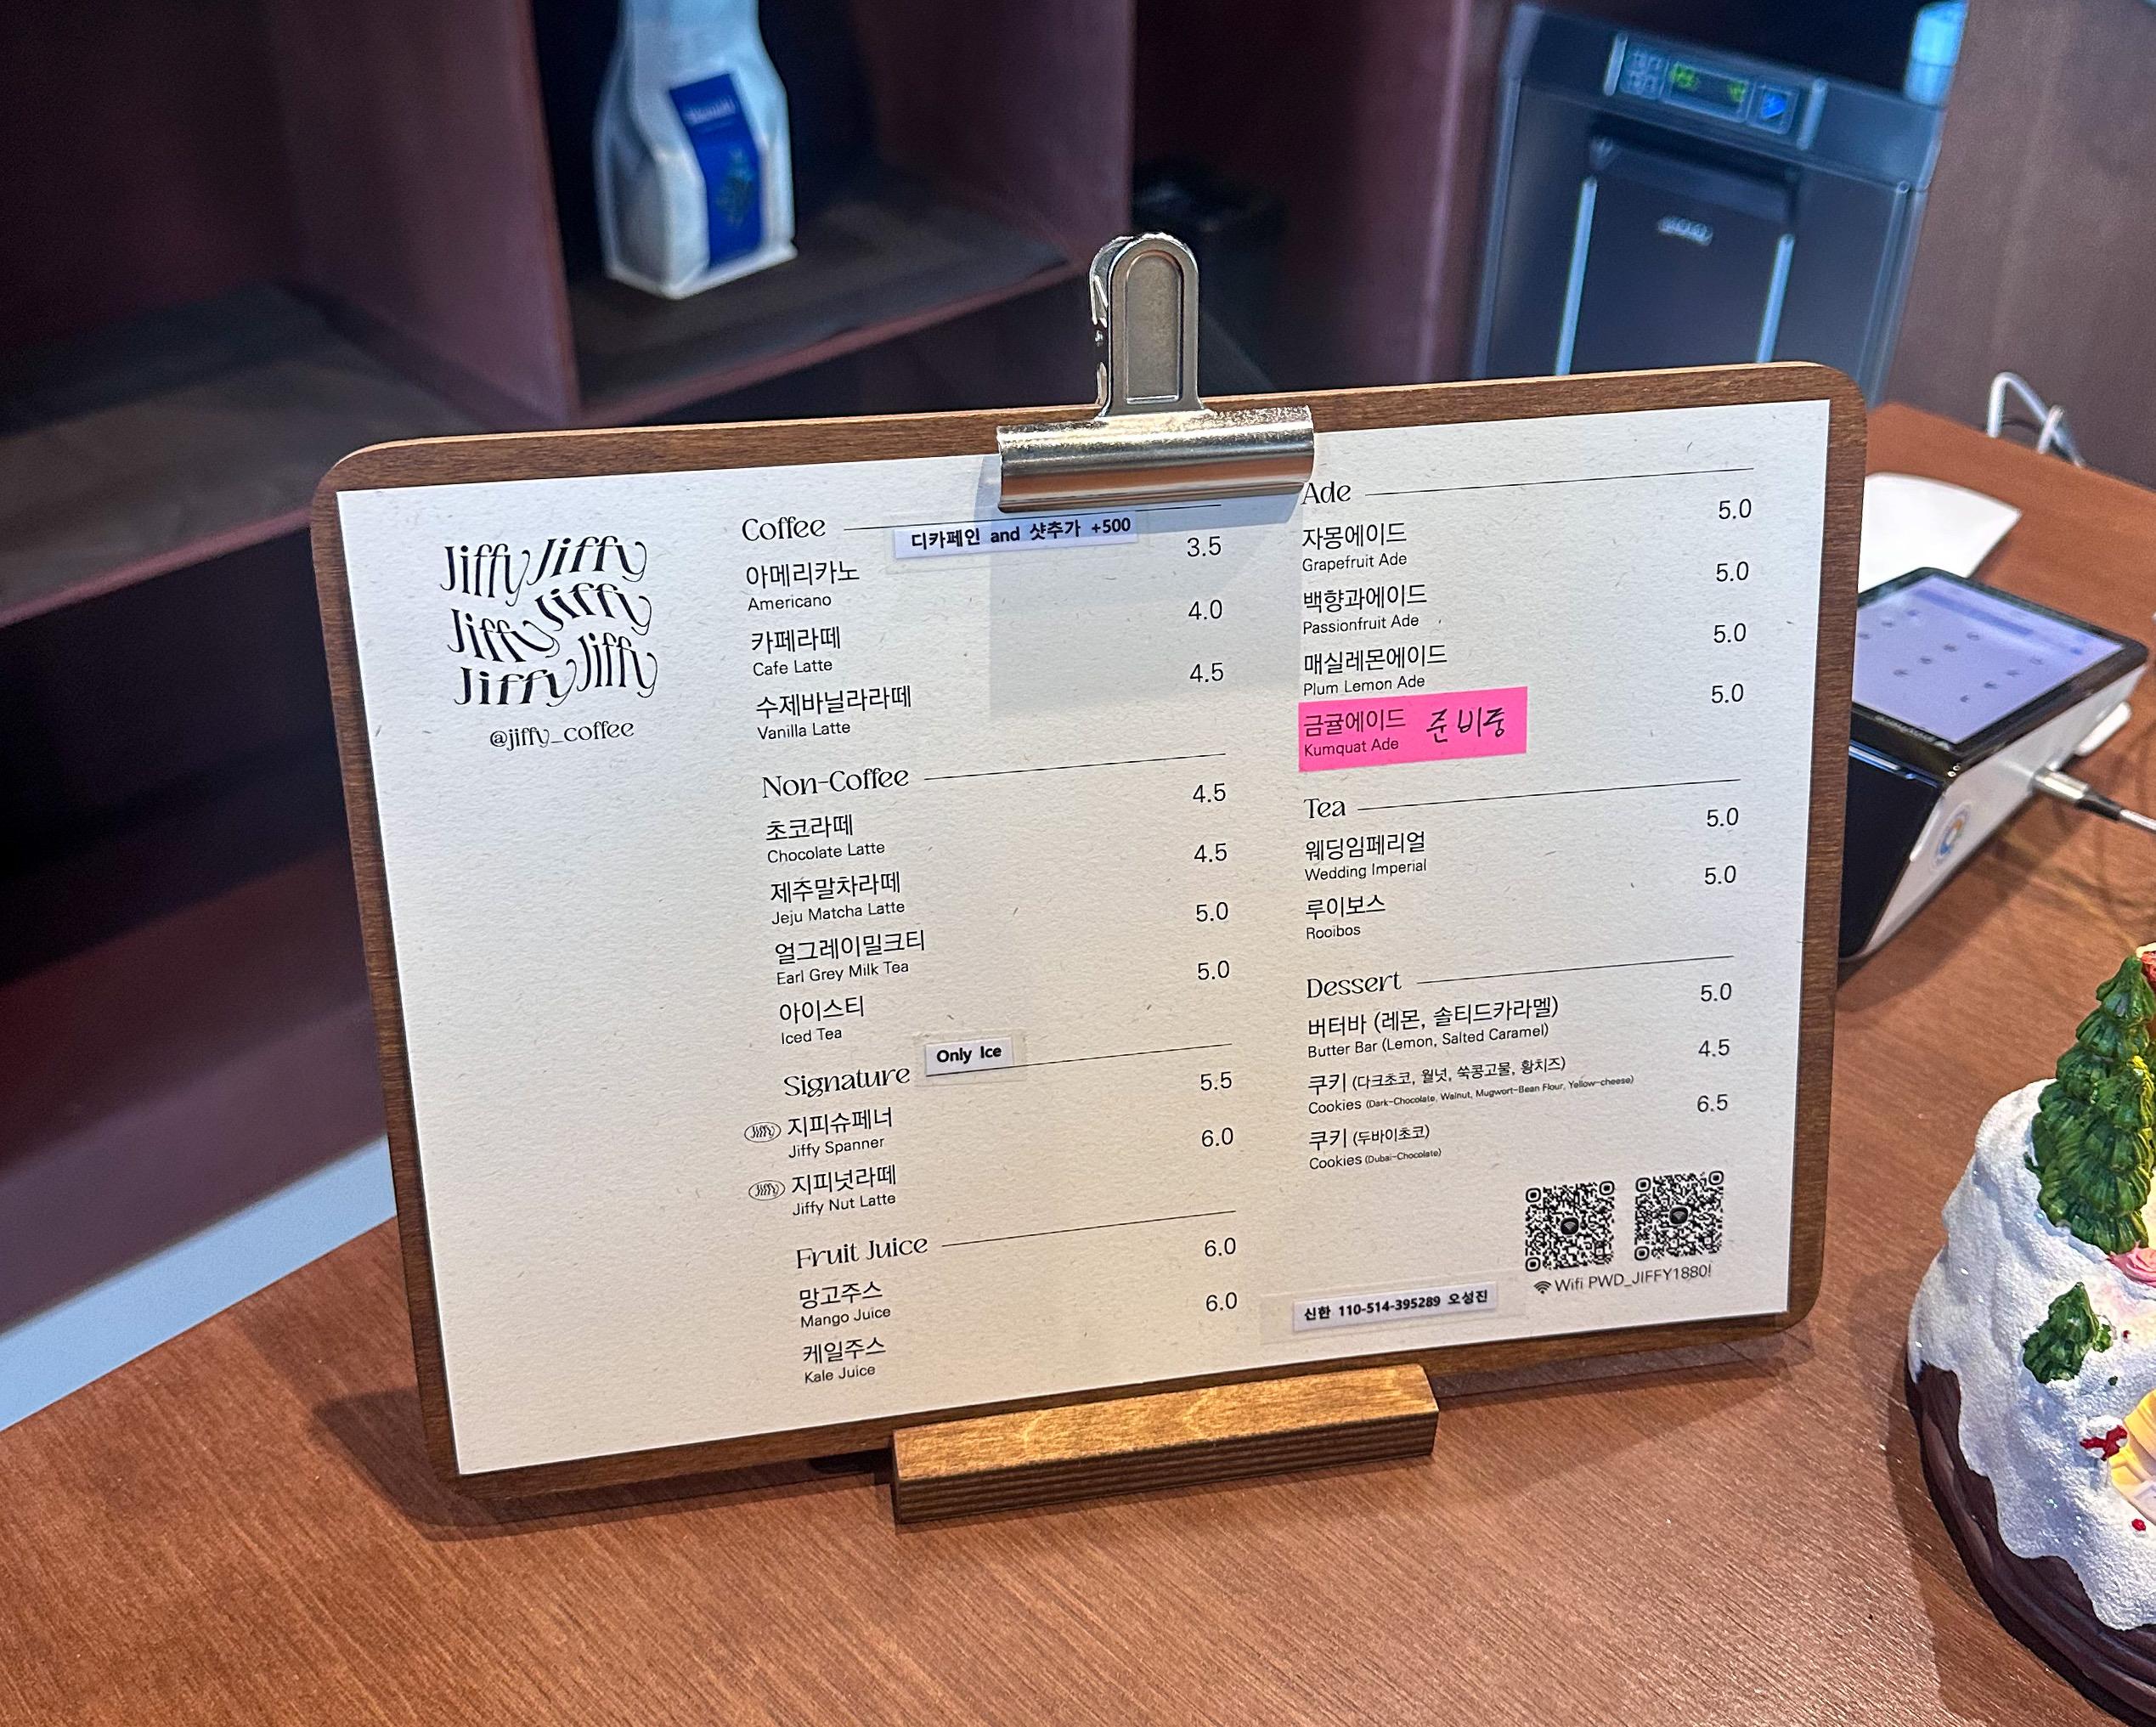 Jiffy Jiffy
Jiffy Jiffy
Jiffy Jiffy
@jiffy_coffee
Coffee
디카페인 and 샷추가 +500
아메리카노 3.5
Americano
카페라떼 4.0
Cafe Latte
수제바닐라라떼 4.5
Vanilla Latte
Non-Coffee
초코라떼 4.5
Chocolate Latte
제주말차라떼 4.5
Jeju Matcha Latte
얼그레이밀크티 5.0
Earl Grey Milk Tea
아이스티 5.0
Iced Tea
Signature Only Ice
Jiffy 지피슈페너 5.5
Jiffy Spanner
Jiffy 지피넛라떼 6.0
Jiffy Nut Latte
Fruit Juice
망고주스 6.0
Mango Juice
케일주스 6.0
Kale Juice
Ade
자몽에이드 5.0
Grapefruit Ade
백향과에이드 5.0
Passionfruit Ade
매실레몬에이드 5.0
Plum Lemon Ade
금귤에이드 준비중 5.0
Kumquat Ade
Tea
웨딩임페리얼 5.0
Wedding Imperial
루이보스 5.0
Rooibos
Dessert
버터바 (레몬, 솔티드카라멜) 5.0
Butter Bar (Lemon, Salted Caramel)
쿠키 (다크초코, 월넛, 쑥콩고물, 황치즈) 4.5
Cookies (Dark-Chocolate, Walnut, Mugwort-Bean Flour, Yellow-cheese)
쿠키 (두바이초코) 6.5
Cookies (Dubai-Chocolate)
Wifi PWD_JIFFY1880!
신한 110-514-395289 오성진